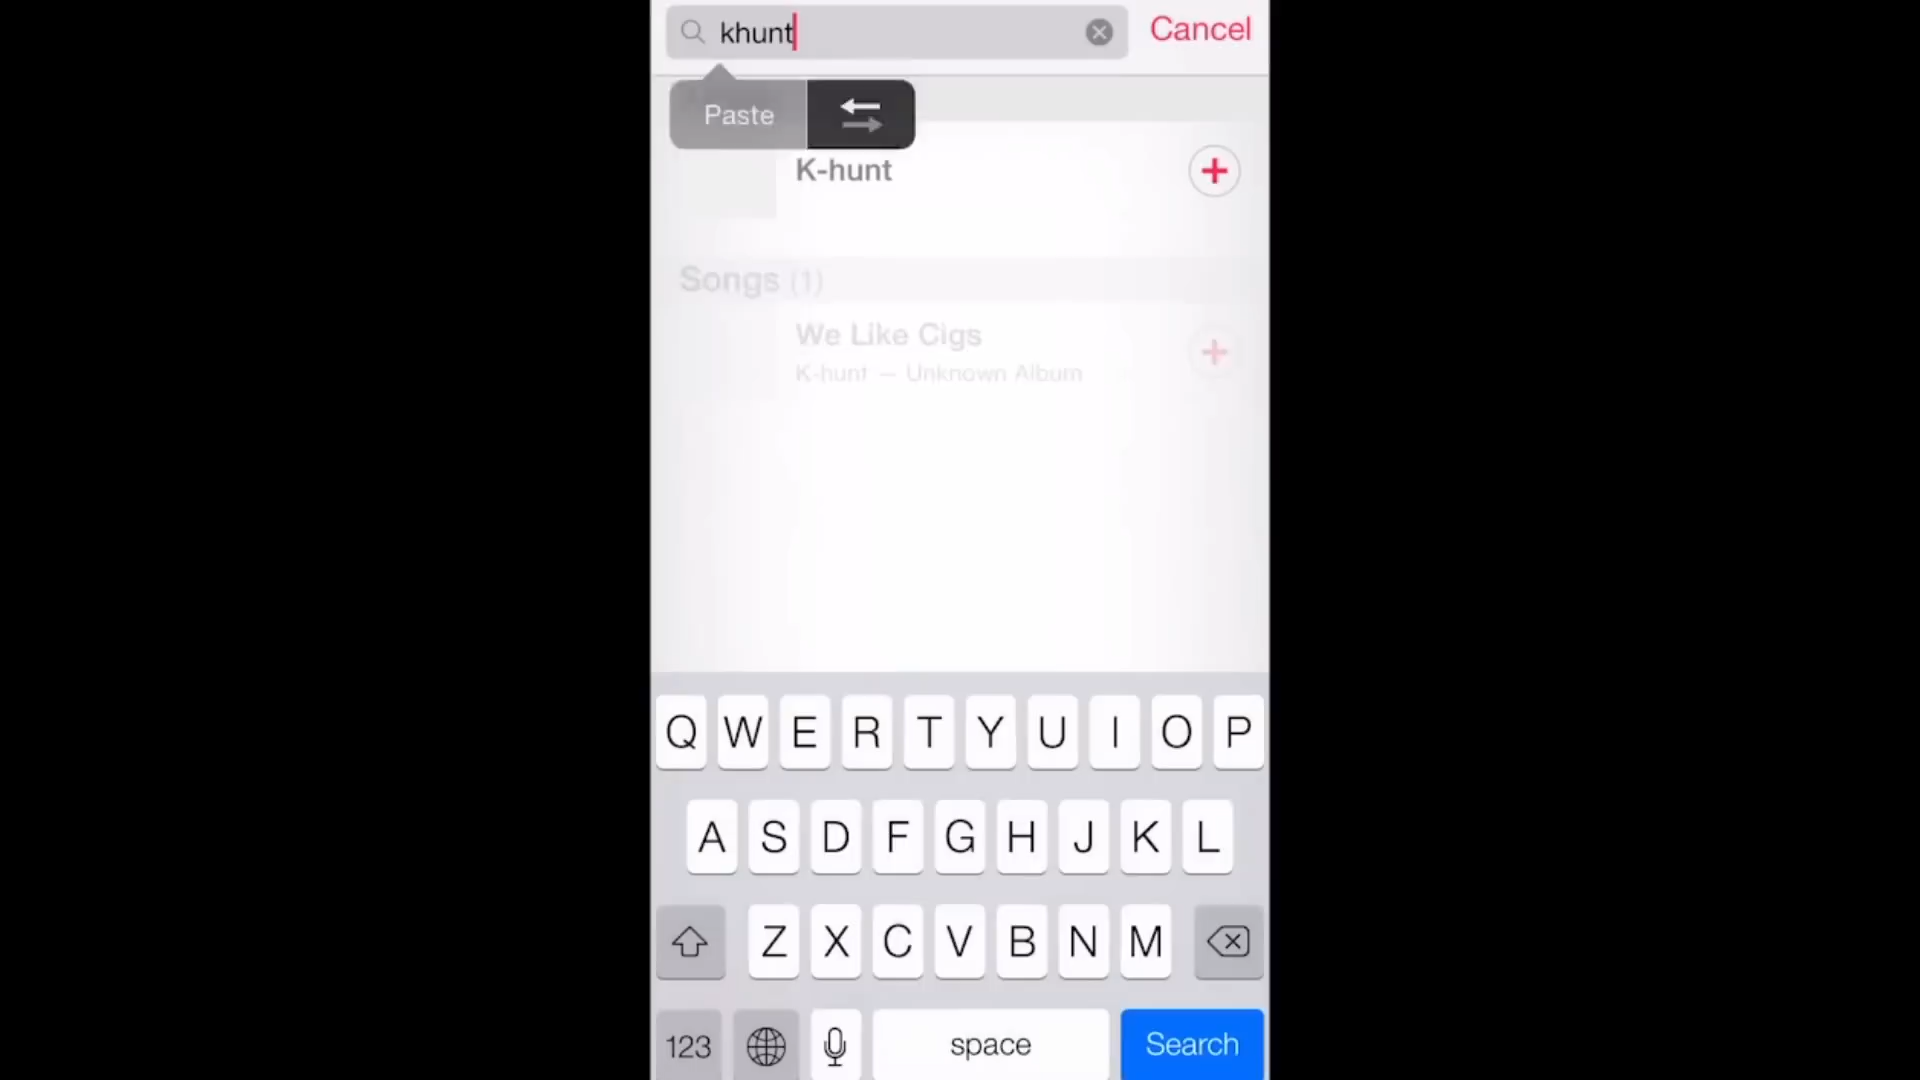 khunt
Cancel
Paste
K-hunt
Songs (1)
We Like Cigs
K-hunt — Unknown Album
Q W E R T Y U I O P
A S D F G H J K L
Z X C V B N M
123 space Search